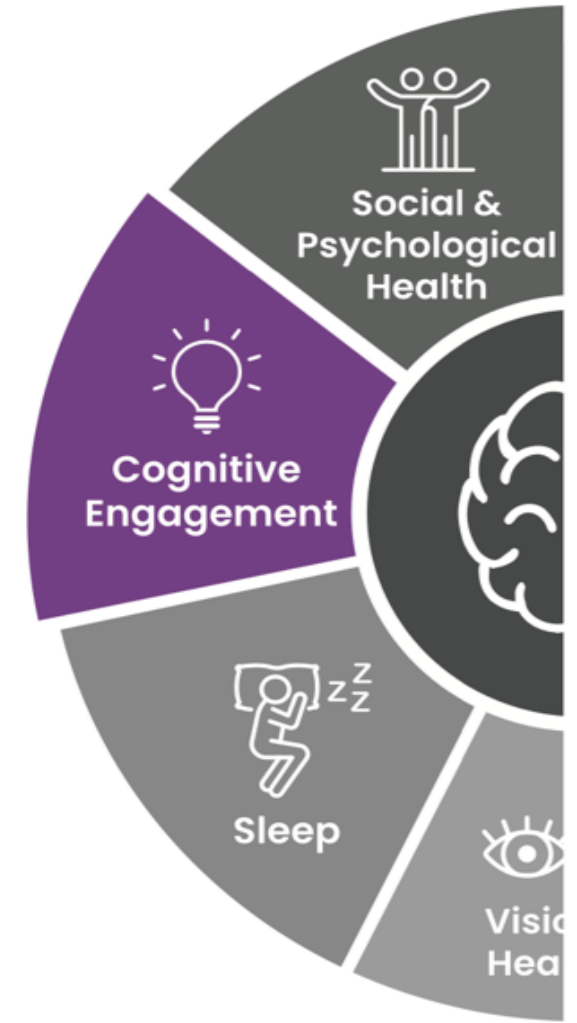 Social &
Psychological
Health
Cognitive
Engagement
z z z
Sleep